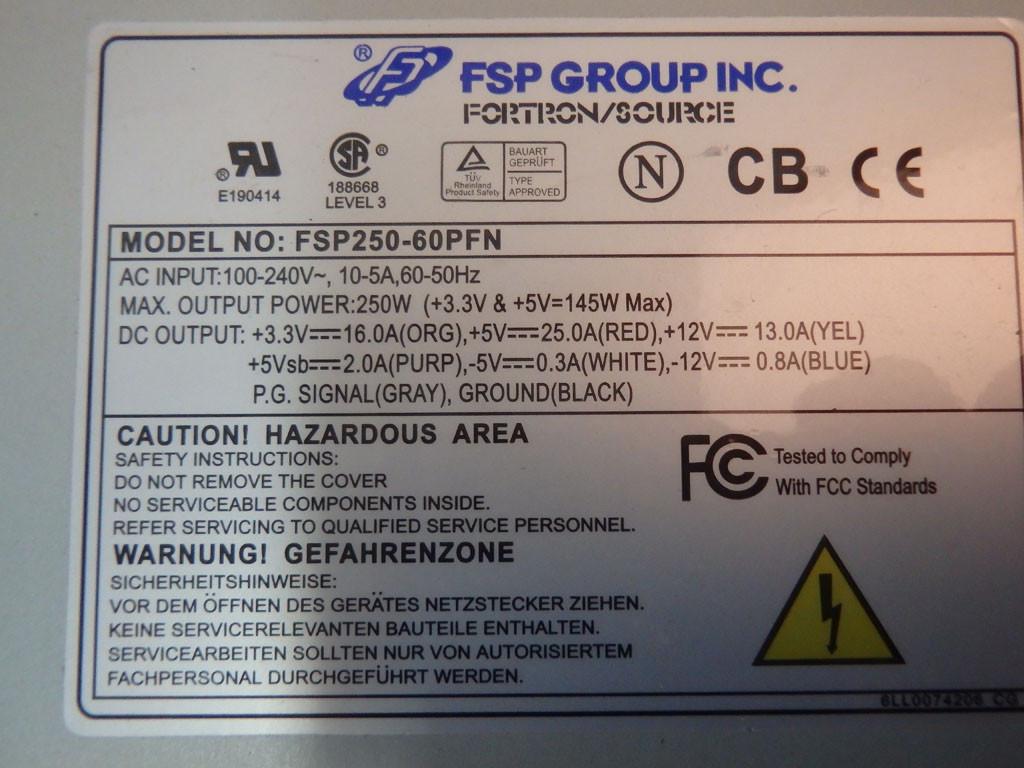 ® FSP GROUP INC.
FORTRON/SOURCE
®
E190414
SA ®
188668
LEVEL 3
TÜV
Rheinland
Product Safety
BAUART
GEPRÜFT
TYPE
APPROVED
N
CB
CE
MODEL NO: FSP250-60PFN
AC INPUT:100-240V~, 10-5A,60-50Hz
MAX. OUTPUT POWER:250W (+3.3V & +5V=145W Max)
DC OUTPUT: +3.3V⎓16.0A(ORG),+5V⎓25.0A(RED),+12V⎓ 13.0A(YEL)
+5Vsb⎓2.0A(PURP),-5V⎓0.3A(WHITE),-12V⎓ 0.8A(BLUE)
P.G. SIGNAL(GRAY), GROUND(BLACK)
CAUTION! HAZARDOUS AREA
SAFETY INSTRUCTIONS:
DO NOT REMOVE THE COVER
NO SERVICEABLE COMPONENTS INSIDE.
REFER SERVICING TO QUALIFIED SERVICE PERSONNEL.
FCC Tested to Comply
With FCC Standards
WARNUNG! GEFAHRENZONE
SICHERHEITSHINWEISE:
VOR DEM ÖFFNEN DES GERÄTES NETZSTECKER ZIEHEN.
KEINE SERVICERELEVANTEN BAUTEILE ENTHALTEN.
SERVICEARBEITEN SOLLTEN NUR VON AUTORISIERTEM
FACHPERSONAL DURCHGEFÜHRT WERDEN.
6LL0074206 CG